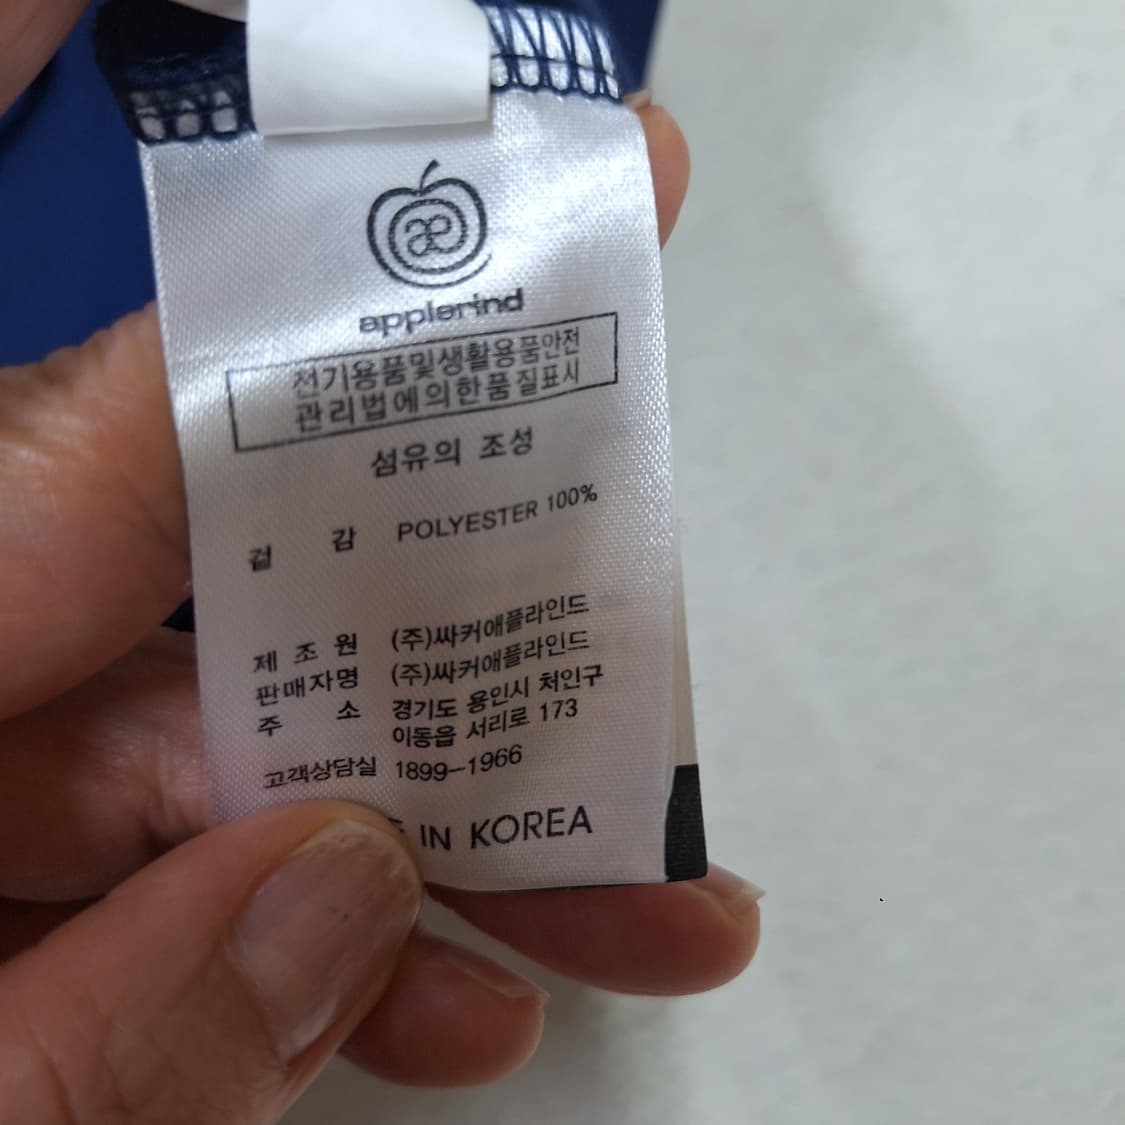 æ
applerind
전기용품및생활용품안전
관리법에의한품질표시
섬유의 조성
겉 감 POLYESTER 100%
제 조 원 (주)싸커애플라인드
판매자명 (주)싸커애플라인드
주 소 경기도 용인시 처인구
이동읍 서리로 173
고객상담실 1899-1966
IN KOREA